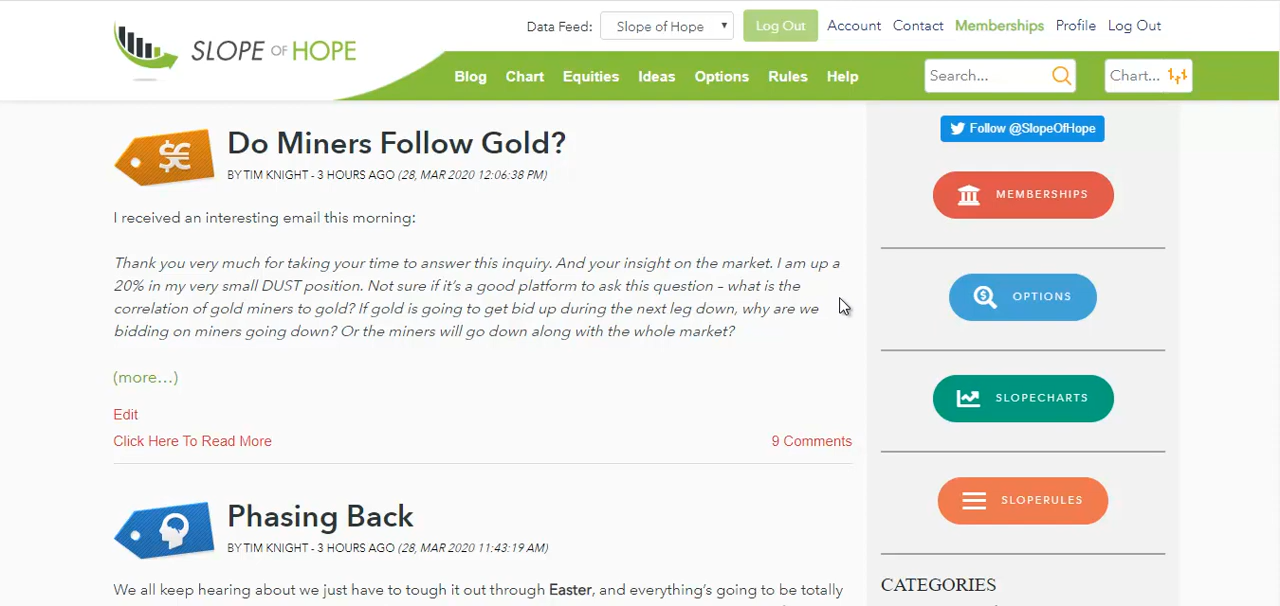 Data Feed: Slope of Hope Log Out Account Contact Memberships Profile Log Out
SLOPE OF HOPE
Blog Chart Equities Ideas Options Rules Help Search... Chart...
Do Miners Follow Gold?
BY TIM KNIGHT - 3 HOURS AGO (28, MAR 2020 12:06:38 PM)
I received an interesting email this morning:
Thank you very much for taking your time to answer this inquiry. And your insight on the market. I am up a
20% in my very small DUST position. Not sure if it's a good platform to ask this question – what is the
correlation of gold miners to gold? If gold is going to get bid up during the next leg down, why are we
bidding on miners going down? Or the miners will go down along with the whole market?
(more…)
Edit
Click Here To Read More 9 Comments
Phasing Back
BY TIM KNIGHT - 3 HOURS AGO (28, MAR 2020 11:43:19 AM)
We all keep hearing about we just have to tough it out through Easter, and everything's going to be totally
Follow @SlopeOfHope
MEMBERSHIPS
OPTIONS
SLOPECHARTS
SLOPERULES
CATEGORIES